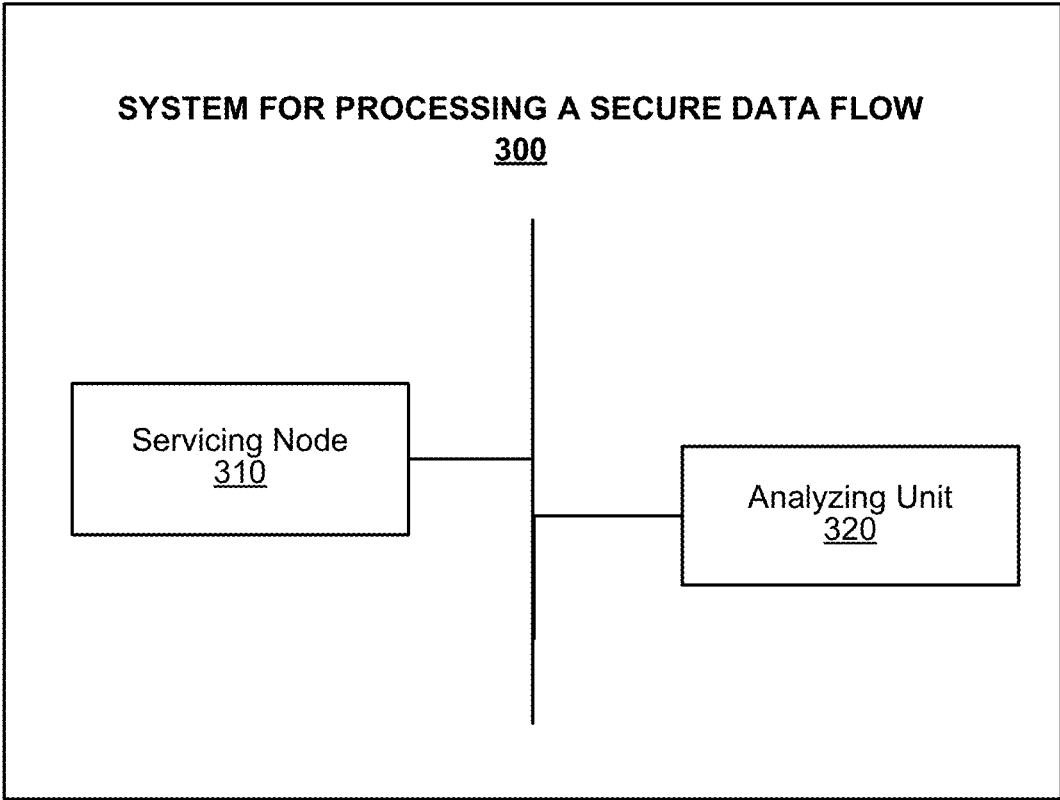 SYSTEM FOR PROCESSING A SECURE DATA FLOW
300
Servicing Node
310
Analyzing Unit
320